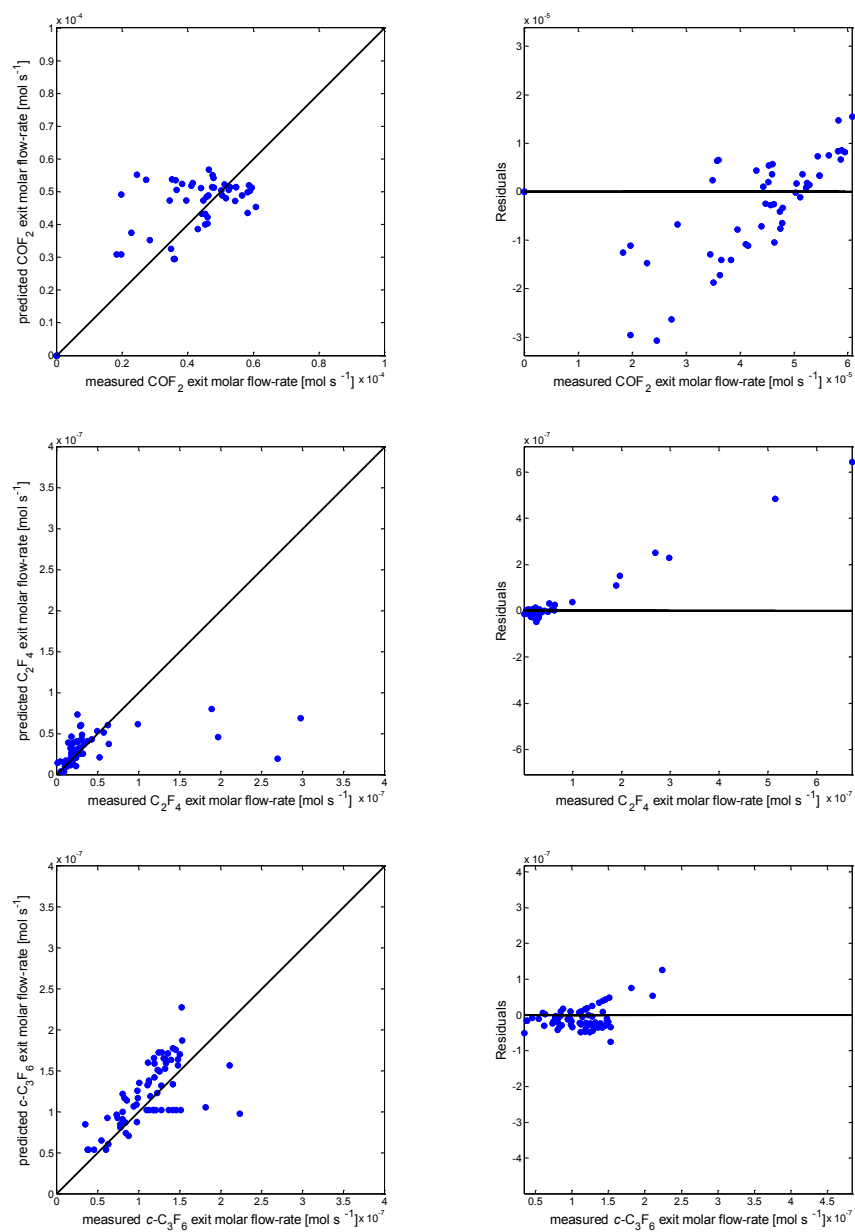 x 10⁻⁴
1
0.9
0.8
0.7
0.6
0.5
0.4
0.3
0.2
0.1
0
0 0.2 0.4 0.6 0.8 1
x 10⁻⁴
predicted COF₂ exit molar flow-rate [mol s⁻¹]
measured COF₂ exit molar flow-rate [mol s⁻¹]
x 10⁻⁵
3
2
1
0
-1
-2
-3
0 1 2 3 4 5 6
x 10⁻⁵
Residuals
measured COF₂ exit molar flow-rate [mol s⁻¹]
x 10⁻⁷
4
3.5
3
2.5
2
1.5
1
0.5
0
0 0.5 1 1.5 2 2.5 3 3.5 4
x 10⁻⁷
predicted C₂F₄ exit molar flow-rate [mol s⁻¹]
measured C₂F₄ exit molar flow-rate [mol s⁻¹]
x 10⁻⁷
6
4
2
0
-2
-4
-6
1 2 3 4 5 6
x 10⁻⁷
Residuals
measured C₂F₄ exit molar flow-rate [mol s⁻¹]
x 10⁻⁷
4
3.5
3
2.5
2
1.5
1
0.5
0
0 0.5 1 1.5 2 2.5 3 3.5 4
x 10⁻⁷
predicted c-C₃F₆ exit molar flow-rate [mol s⁻¹]
measured c-C₃F₆ exit molar flow-rate [mol s⁻¹]
x 10⁻⁷
4
3
2
1
0
-1
-2
-3
-4
0.5 1 1.5 2 2.5 3 3.5 4 4.5
x 10⁻⁷
Residuals
measured c-C₃F₆ exit molar flow-rate [mol s⁻¹]